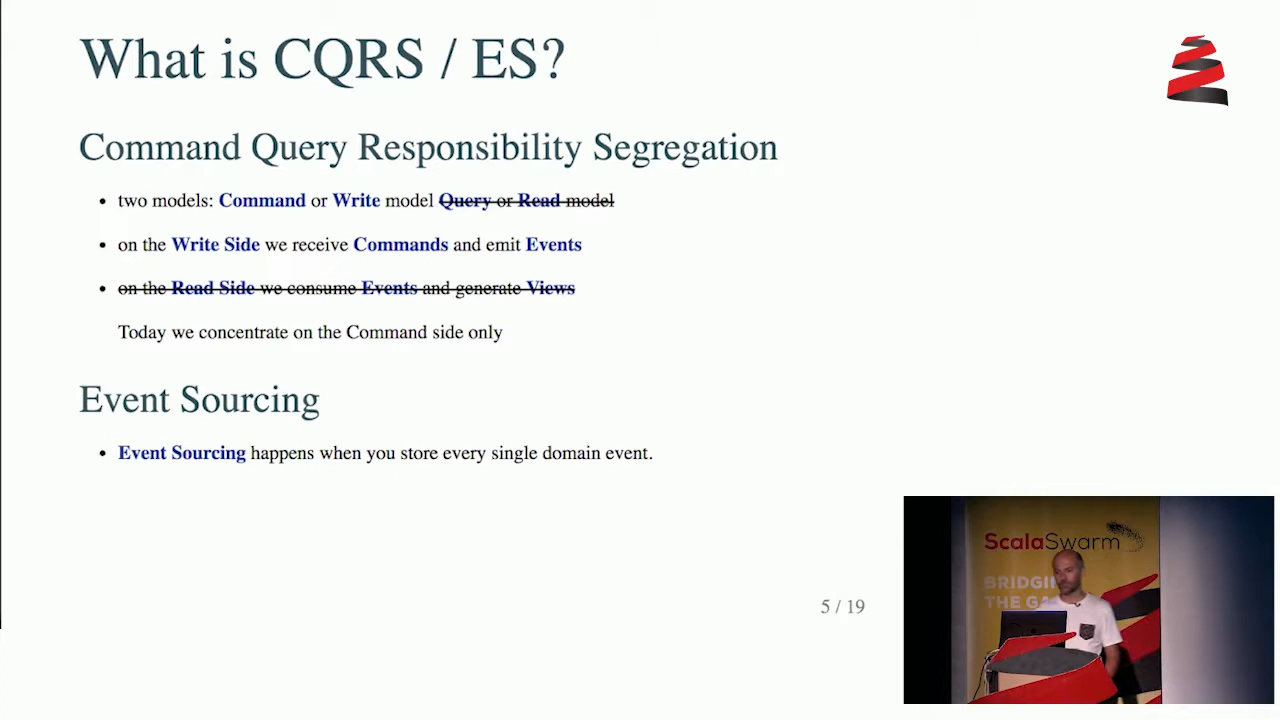 What is CQRS / ES?
Command Query Responsibility Segregation
• two models: Command or Write model Query or Read model
• on the Write Side we receive Commands and emit Events
• on the Read Side we consume Events and generate Views
Today we concentrate on the Command side only
Event Sourcing
• Event Sourcing happens when you store every single domain event.
5 / 19
ScalaSwarm
BRIDGIN
THE GA